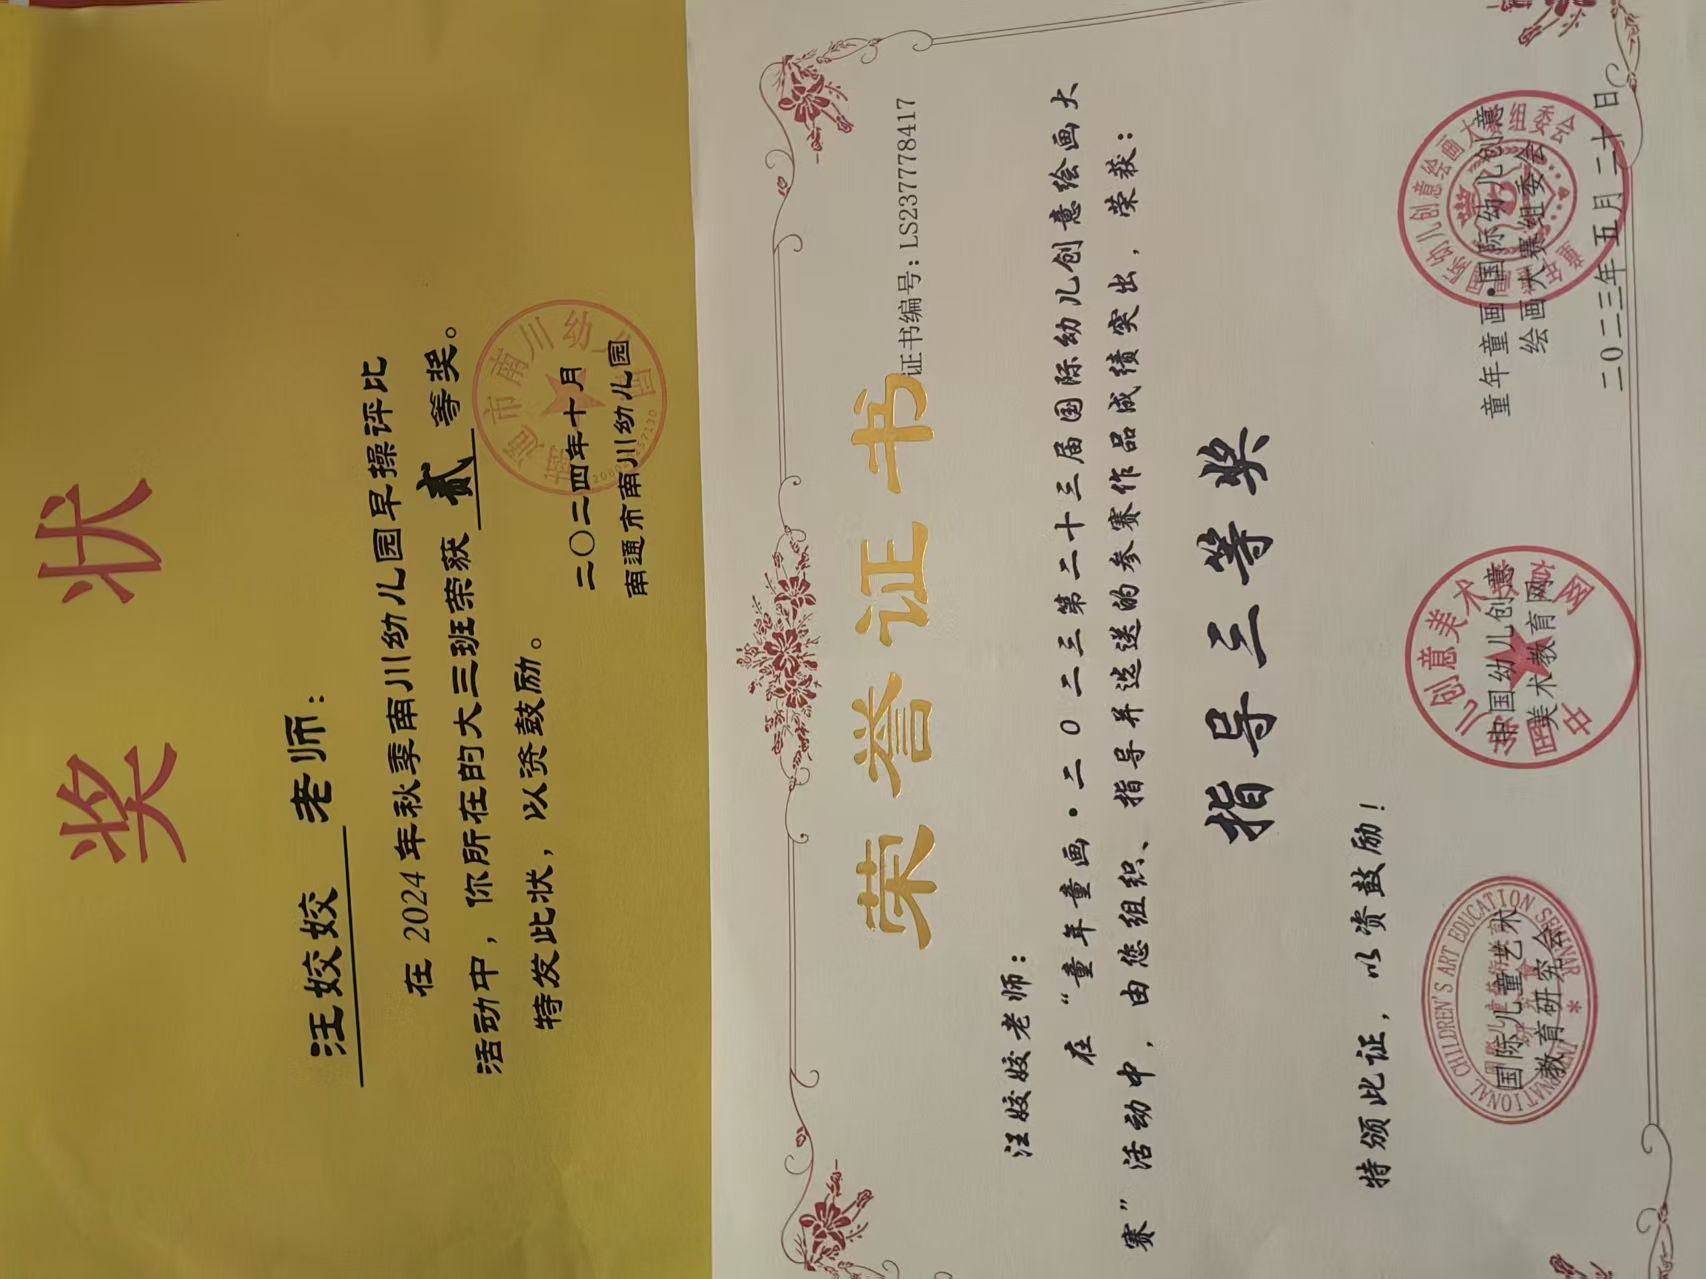 奖状
汪姣姣 老师：
在 2024 年秋季南川幼儿园早操评比
活动中，你所在的大三班荣获 贰 等奖。
特发此状，以资鼓励。
二〇二四年十月
南通市南川幼儿园
荣誉证书
证书编号：LS2377778417
汪姣姣老师：
在“童年童画·二0二三第二十三届国际幼儿创意绘画大
赛”活动中，由您组织、指导并选送的参赛作品成绩突出，荣获：
指导三等奖
特颁此证，以资鼓励！
国际儿童艺术
教育研究会
INTERNATIONAL CHILDREN'S ART EDUCATION SEMINAR
中国幼儿创意
美术教育网
童年童画·国际幼儿创意
绘画大赛组委会
二0二三年五月二十日